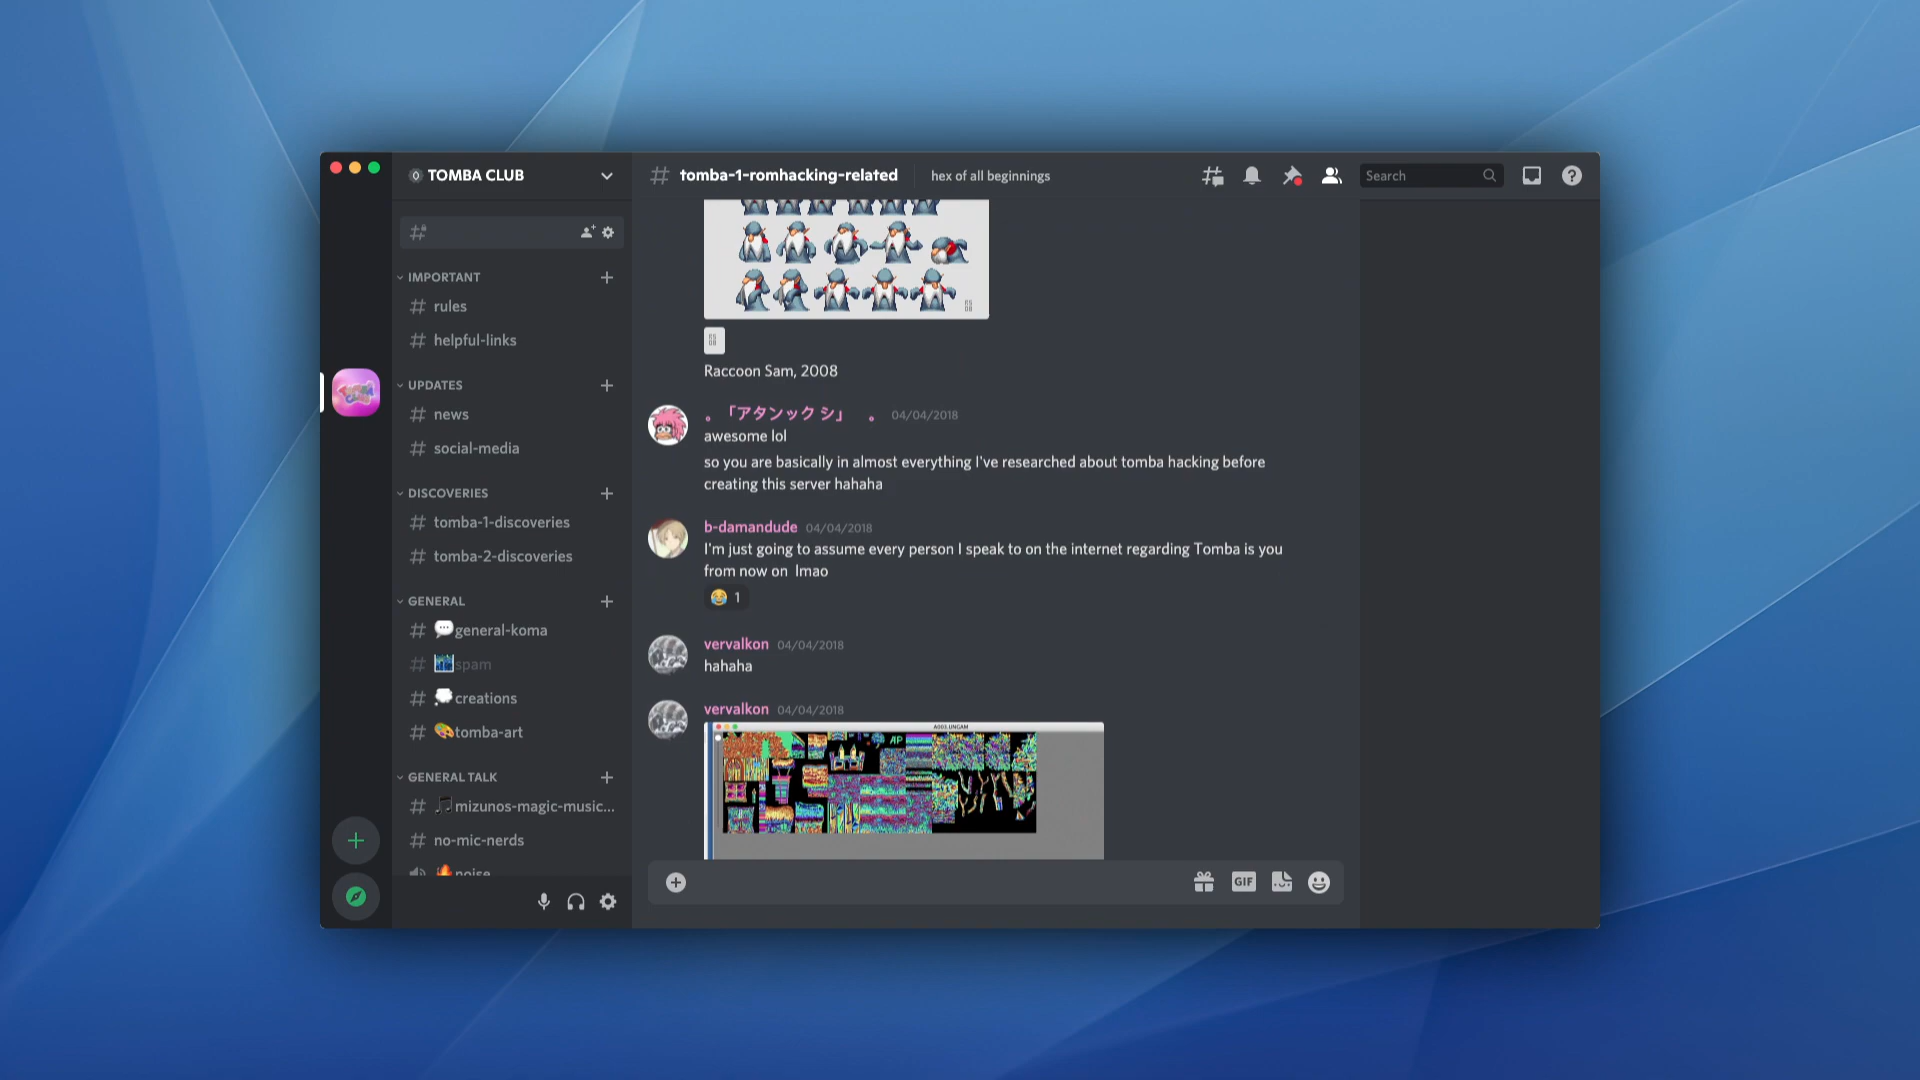 TOMBA CLUB
IMPORTANT
rules
helpful-links
UPDATES
news
social-media
DISCOVERIES
tomba-1-discoveries
tomba-2-discoveries
GENERAL
general-koma
spam
creations
tomba-art
GENERAL TALK
mizunos-magic-music...
no-mic-nerds
noise
# tomba-1-romhacking-related
hex of all beginnings
Search
Raccoon Sam, 2008
。「アタンック シ」 。 04/04/2018
awesome lol
so you are basically in almost everything I've researched about tomba hacking before
creating this server hahaha
b-damandude 04/04/2018
I'm just going to assume every person I speak to on the internet regarding Tomba is you
from now on lmao
1
vervalkon 04/04/2018
hahaha
vervalkon 04/04/2018
AP
GIF